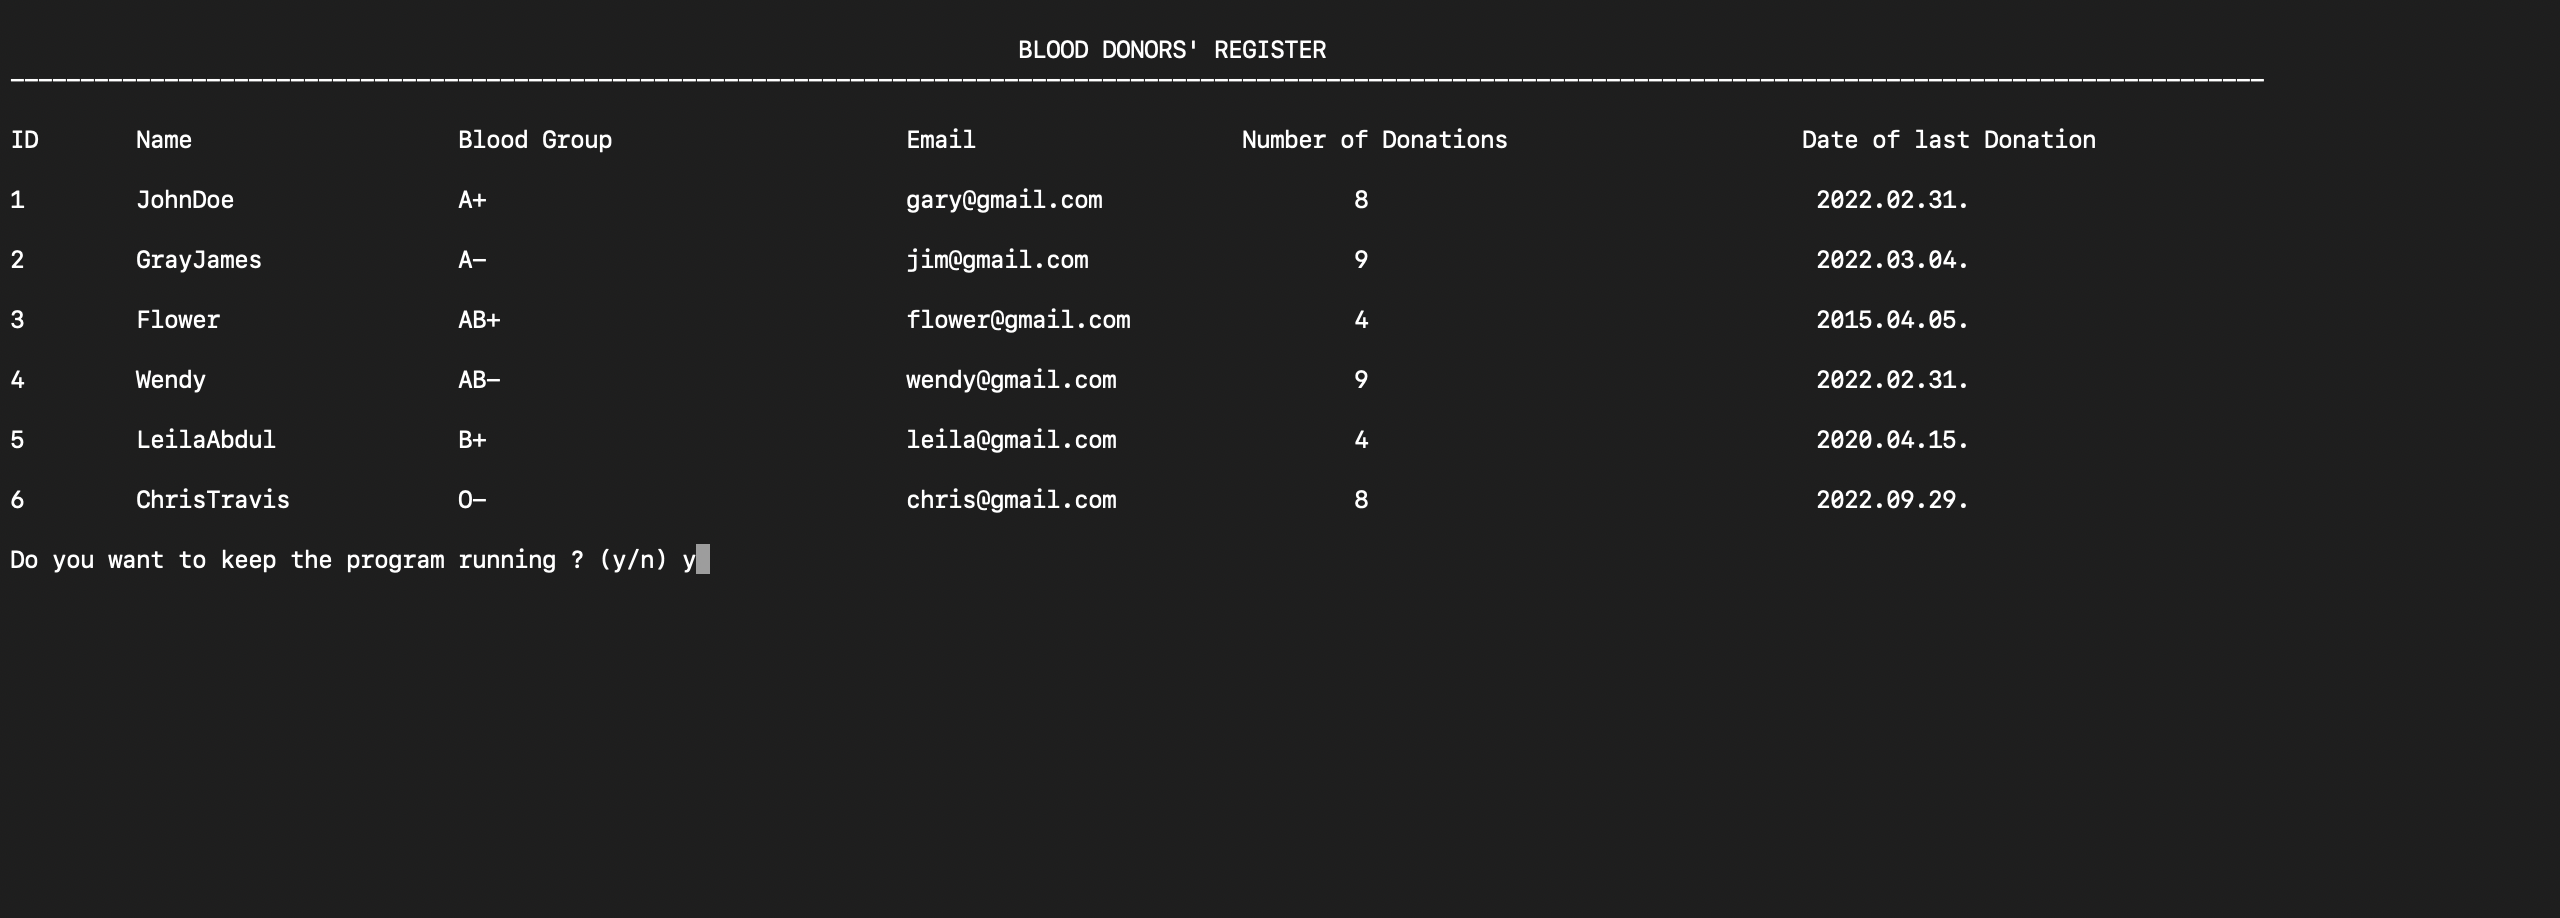 BLOOD DONORS' REGISTER
ID Name Blood Group Email Number of Donations Date of last Donation
1 JohnDoe A+ gary@gmail.com 8 2022.02.31.
2 GrayJames A- jim@gmail.com 9 2022.03.04.
3 Flower AB+ flower@gmail.com 4 2015.04.05.
4 Wendy AB- wendy@gmail.com 9 2022.02.31.
5 LeilaAbdul B+ leila@gmail.com 4 2020.04.15.
6 ChrisTravis O- chris@gmail.com 8 2022.09.29.
Do you want to keep the program running ? (y/n) y